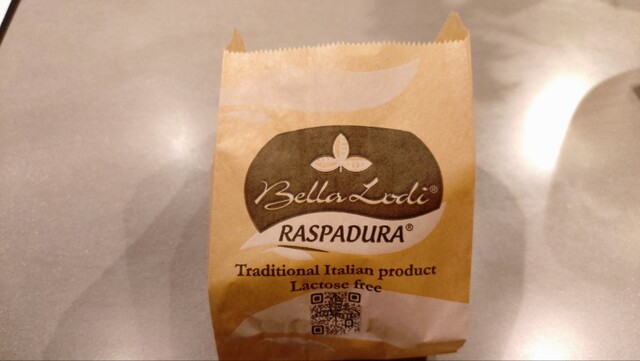 Bella Lodi®
RASPADURA®
Traditional Italian product
Lactose free